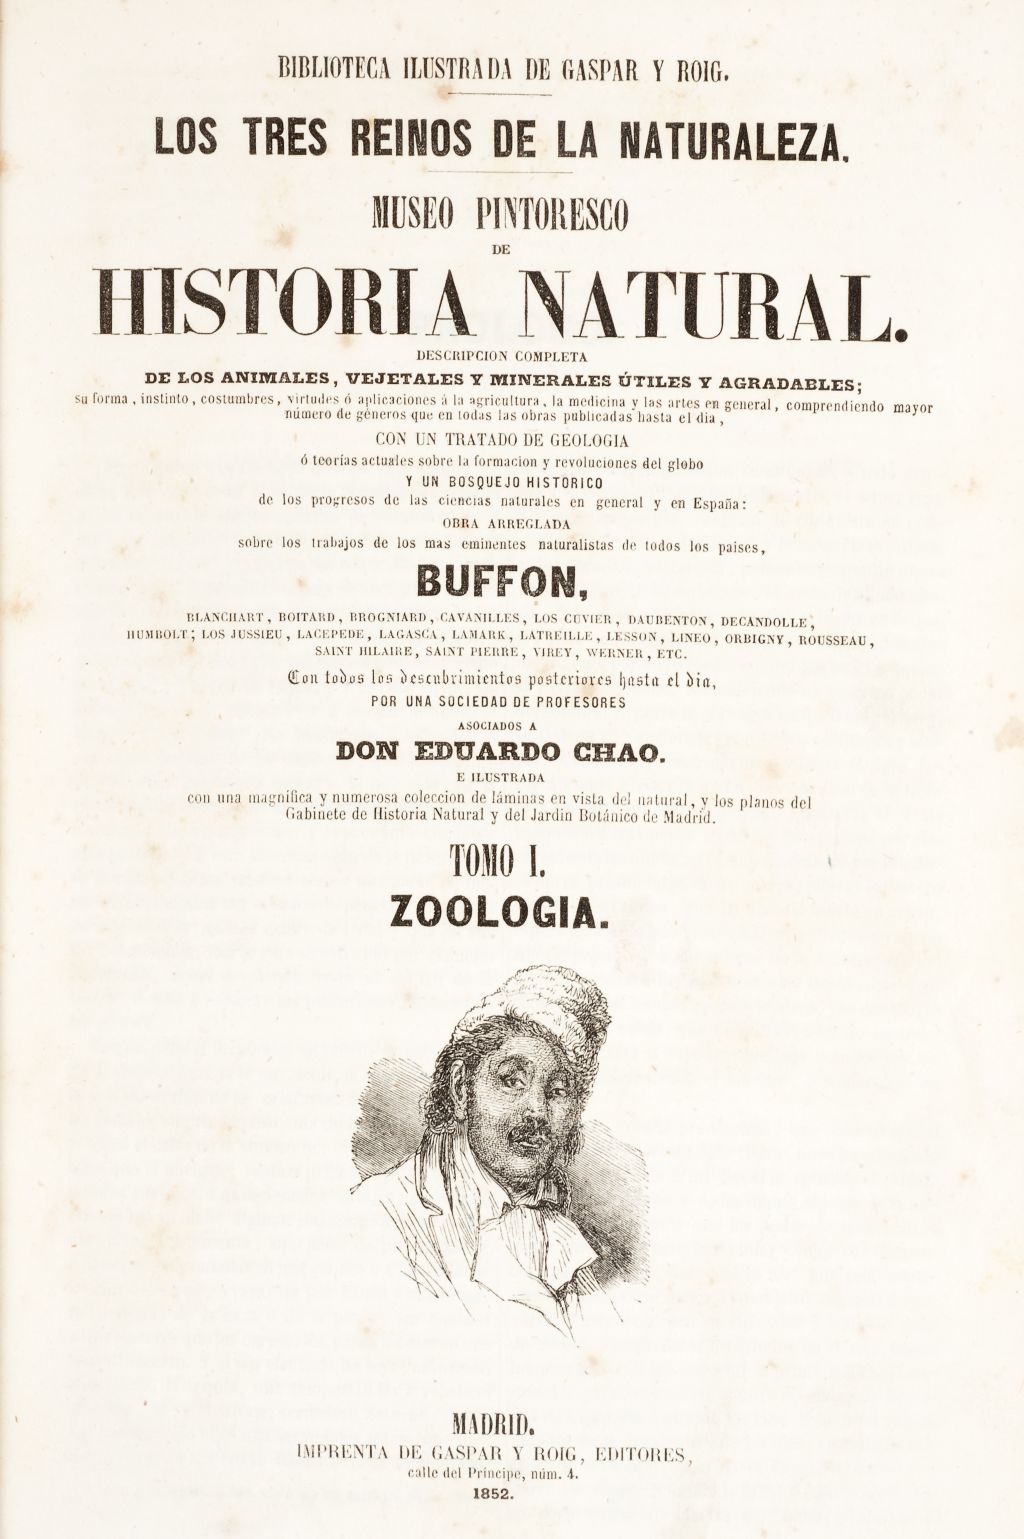 BIBLIOTECA ILUSTRADA DE GASPAR Y ROIG.
LOS TRES REINOS DE LA NATURALEZA.
MUSEO PINTORESCO
DE
HISTORIA NATURAL.
DESCRIPCION COMPLETA
DE LOS ANIMALES, VEJETALES Y MINERALES ÚTILES Y AGRADABLES;
su forma, instinto, costumbres, virtudes ó aplicaciones á la agricultura, la medicina y las artes en general, comprendiendo mayor
número de géneros que en todas las obras publicadas hasta el dia,
CON UN TRATADO DE GEOLOGIA
ó teorías actuales sobre la formacion y revoluciones del globo
Y UN BOSQUEJO HISTORICO
de los progresos de las ciencias naturales en general y en España:
OBRA ARREGLADA
sobre los trabajos de los mas eminentes naturalistas de todos los paises,
BUFFON,
BLANCHART, BOITARD, BROGNIARD, CAVANILLES, LOS CUVIER, DAUBENTON, DECANDOLLE,
HUMBOLT; LOS JUSSIEU, LACEPEDE, LAGASCA, LAMARK, LATREILLE, LESSON, LINEO, ORBIGNY, ROUSSEAU,
SAINT HILAIRE, SAINT PIERRE, VIREY, WERNER, ETC.
Con todos los descubrimientos posteriores hasta el dia,
POR UNA SOCIEDAD DE PROFESORES
ASOCIADOS A
DON EDUARDO CHAO.
E ILUSTRADA
con una magnífica y numerosa coleccion de láminas en vista del natural, y los planos del
Gabinete de Historia Natural y del Jardin Botánico de Madrid.
TOMO I.
ZOOLOGIA.
MADRID.
IMPRENTA DE GASPAR Y ROIG, EDITORES,
calle del Príncipe, núm. 4.
1852.